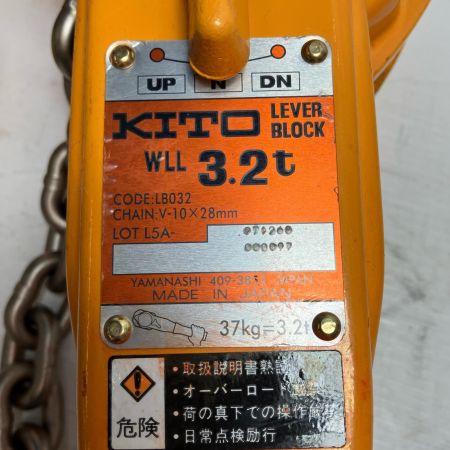 UP N DN
KITO LEVER BLOCK
WLL 3.2t
CODE:LB032
CHAIN:V-10×28mm
LOT L5A-
YAMANASHI JAPAN
MADE IN JAPAN
37kg=3.2t
・取扱説明書熟
・オーバーロード
・荷の真下での操作厳
・日常点検励行
危険